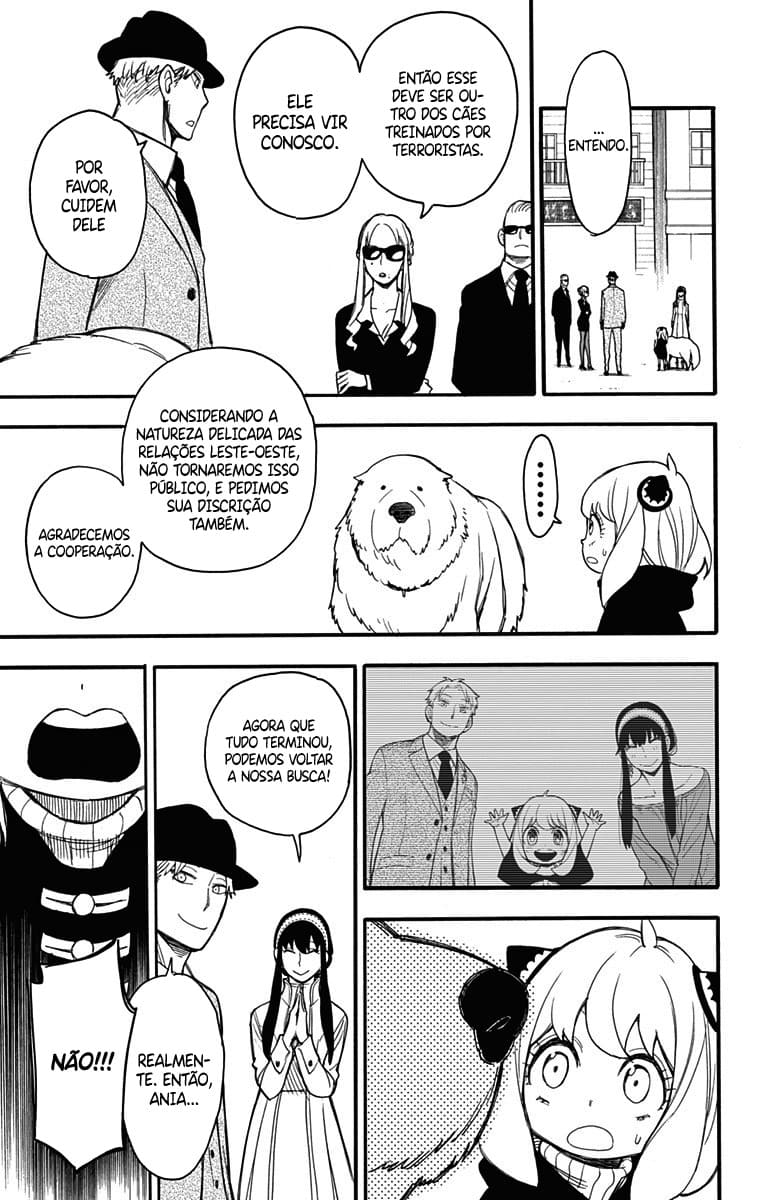 ...
ENTENDO.
ENTÃO ESSE
DEVE SER OU-
TRO DOS CÃES
TREINADOS POR
TERRORISTAS.
ELE
PRECISA VIR
CONOSCO.
POR
FAVOR,
CUIDEM
DELE
......
CONSIDERANDO A
NATUREZA DELICADA DAS
RELAÇÕES LESTE-OESTE,
NÃO TORNAREMOS ISSO
PÚBLICO, E PEDIMOS
SUA DISCRIÇÃO
TAMBÉM.
AGRADECEMOS
A COOPERAÇÃO.
AGORA QUE
TUDO TERMINOU,
PODEMOS VOLTAR
A NOSSA BUSCA!
REALMEN-
TE. ENTÃO,
ANIA...
NÃO!!!